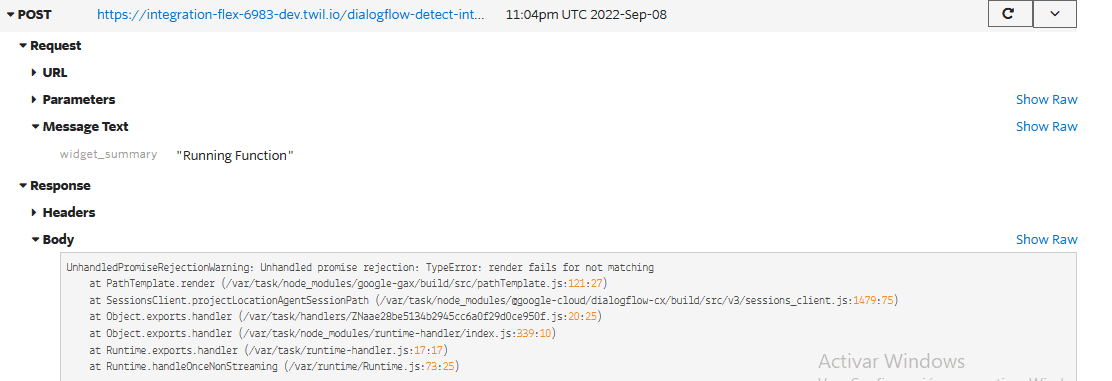 POST https://integration-flex-6983-dev.twil.io/dialogflow-detect-int... 11:04pm UTC 2022-Sep-08
Request
URL
Parameters Show Raw
Message Text Show Raw
widget_summary "Running Function"
Response
Headers
Body Show Raw
UnhandledPromiseRejectionWarning: Unhandled promise rejection: TypeError: render fails for not matching
at PathTemplate.render (/var/task/node_modules/google-gax/build/src/pathTemplate.js:121:27)
at SessionsClient.projectLocationAgentSessionPath (/var/task/node_modules/@google-cloud/dialogflow-cx/build/src/v3/sessions_client.js:1479:75)
at Object.exports.handler (/var/task/handlers/ZNaae28be5134b2945cc6a0f29d0ce950f.js:20:25)
at Object.exports.handler (/var/task/node_modules/runtime-handler/index.js:339:10)
at Runtime.exports.handler (/var/task/runtime-handler.js:17:17)
at Runtime.handleOnceNonStreaming (/var/runtime/Runtime.js:73:25)
Activar Windows